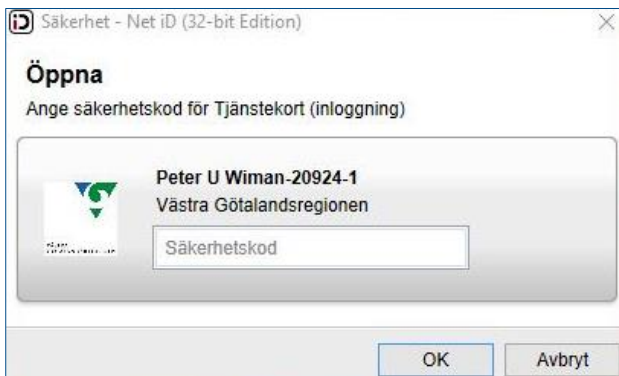 Säkerhet - Net iD (32-bit Edition)
Öppna
Ange säkerhetskod för Tjänstekort (inloggning)
Peter U Wiman-20924-1
Västra Götalandsregionen
Säkerhetskod
OK
Avbryt